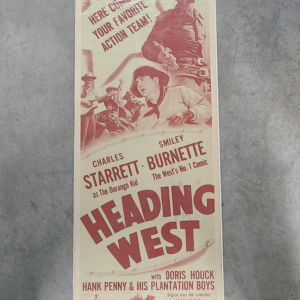 HERE COME
YOUR FAVORITE
ACTION TEAM!
CHARLES
STARRETT
as The Durango Kid
SMILEY
BURNETTE
The West's No. 1 Comic
HEADING
WEST
with DORIS HOUCK
HANK PENNY & HIS PLANTATION BOYS